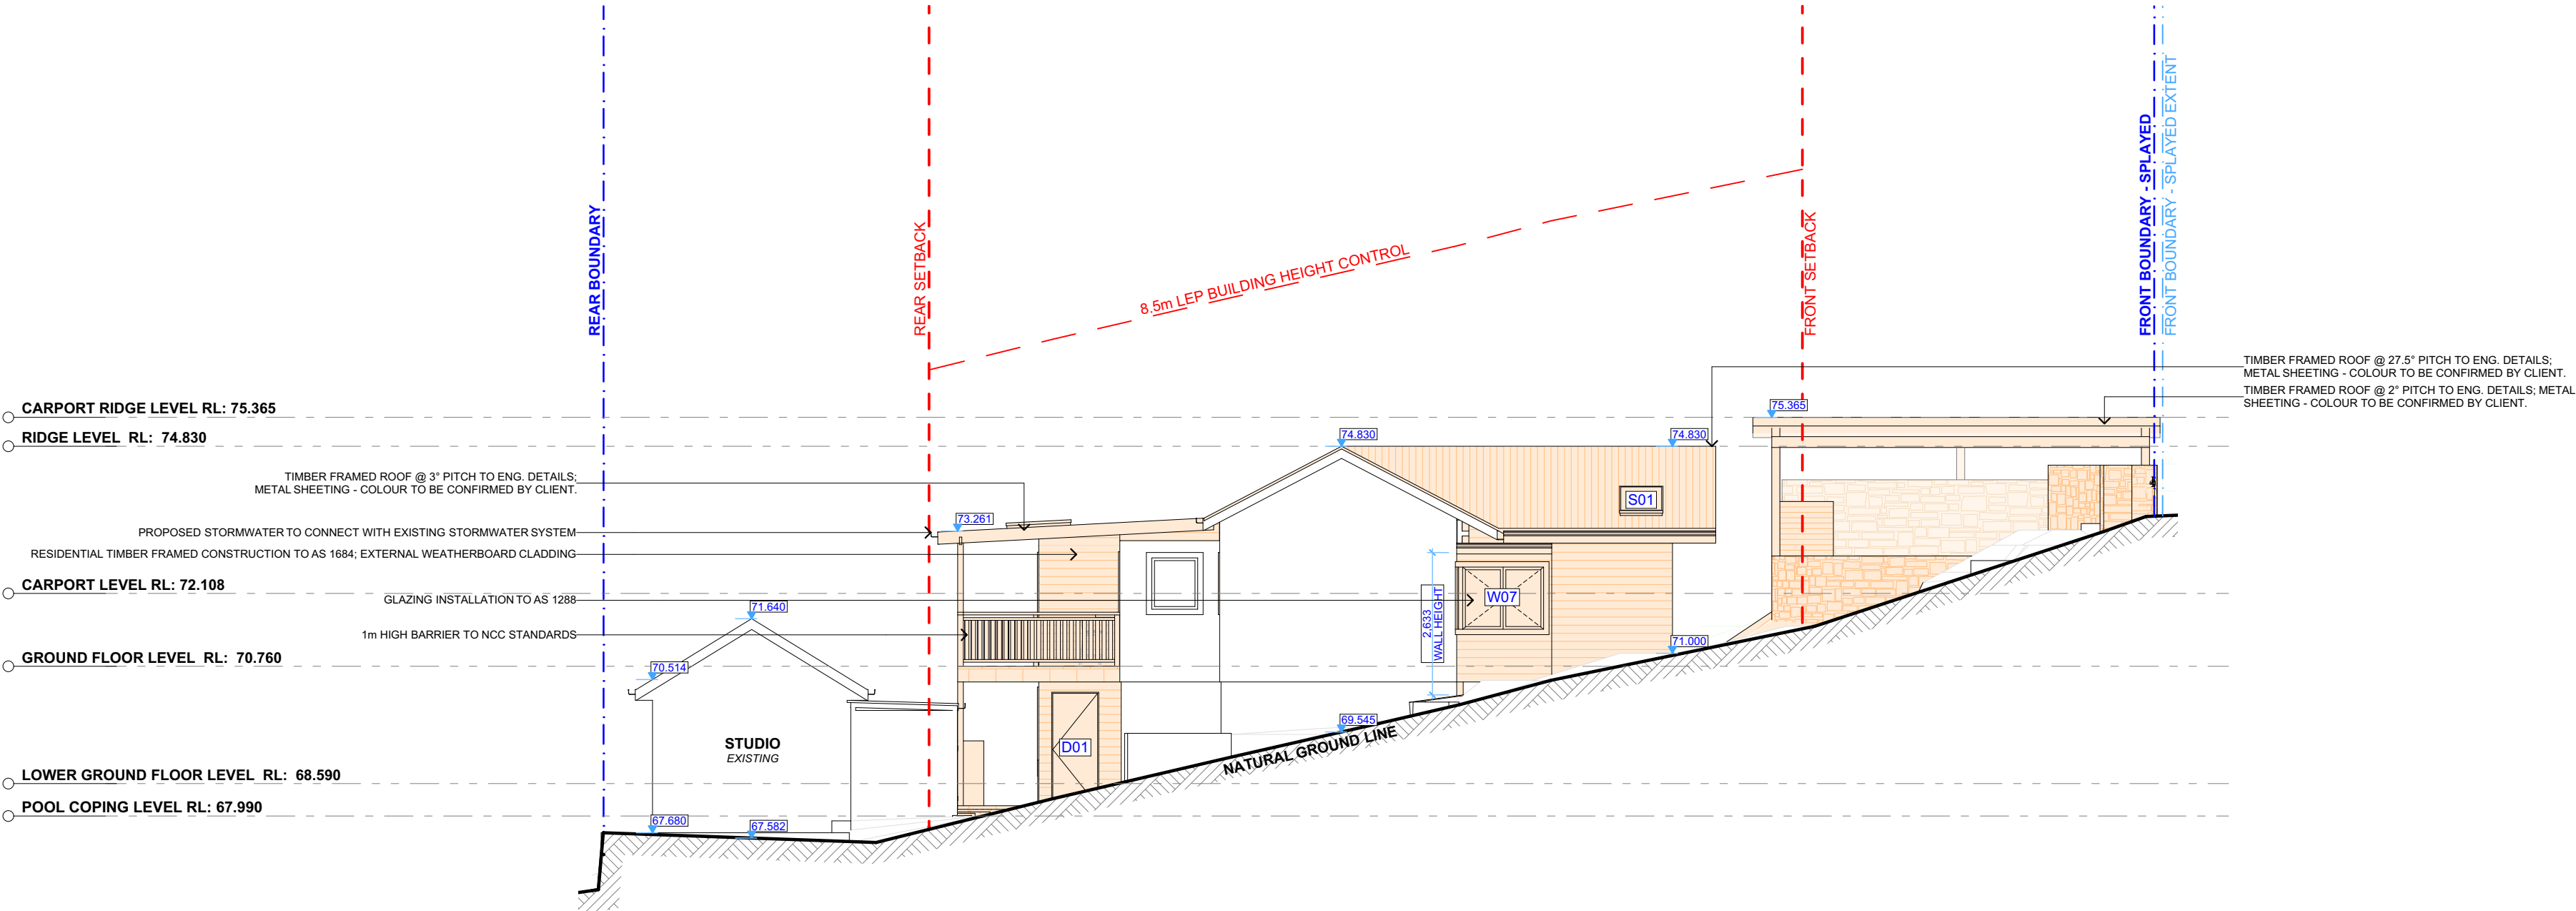 REAR BOUNDARY
REAR SETBACK
8.5m LEP BUILDING HEIGHT CONTROL
FRONT SETBACK
FRONT BOUNDARY - SPLAYED
FRONT BOUNDARY - SPLAYED EXTENT
TIMBER FRAMED ROOF @ 27.5° PITCH TO ENG. DETAILS;
METAL SHEETING - COLOUR TO BE CONFIRMED BY CLIENT.
TIMBER FRAMED ROOF @ 2° PITCH TO ENG. DETAILS; METAL
SHEETING - COLOUR TO BE CONFIRMED BY CLIENT.
CARPORT RIDGE LEVEL RL: 75.365
75.365
RIDGE LEVEL RL: 74.830
74.830
74.830
TIMBER FRAMED ROOF @ 3° PITCH TO ENG. DETAILS;
METAL SHEETING - COLOUR TO BE CONFIRMED BY CLIENT.
S01
73.261
PROPOSED STORMWATER TO CONNECT WITH EXISTING STORMWATER SYSTEM
RESIDENTIAL TIMBER FRAMED CONSTRUCTION TO AS 1684; EXTERNAL WEATHERBOARD CLADDING
CARPORT LEVEL RL: 72.108
GLAZING INSTALLATION TO AS 1288
W07
2,633
WALL HEIGHT
71.640
1m HIGH BARRIER TO NCC STANDARDS
71.000
GROUND FLOOR LEVEL RL: 70.760
70.514
69.545
NATURAL GROUND LINE
STUDIO
EXISTING
D01
LOWER GROUND FLOOR LEVEL RL: 68.590
POOL COPING LEVEL RL: 67.990
67.680
67.582